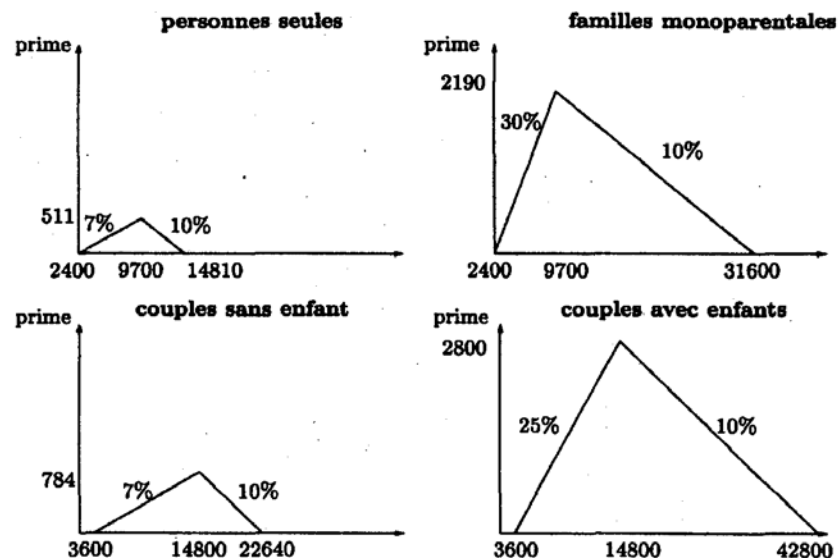 personnes seules
prime
511
7%
10%
2400 9700 14810
familles monoparentales
prime
2190
30%
10%
2400 9700 31600
couples sans enfant
prime
784
7%
10%
3600 14800 22640
couples avec enfants
prime
2800
25%
10%
3600 14800 42800